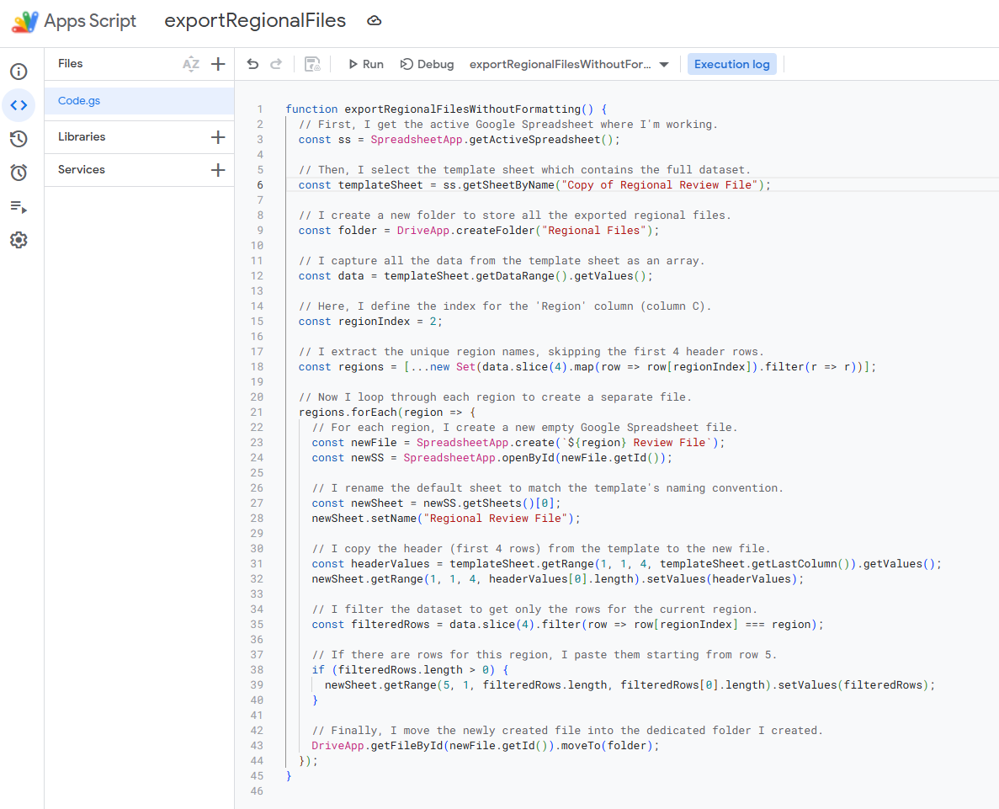 Apps Script
exportRegionalFiles
Files
AZ
Run
Debug
exportRegionalFilesWithoutFor...
Execution log
Code.gs
Libraries
Services
1 function exportRegionalFilesWithoutFormatting() {
2 // First, I get the active Google Spreadsheet where I'm working.
3 const ss = SpreadsheetApp.getActiveSpreadsheet();
4
5 // Then, I select the template sheet which contains the full dataset.
6 const templateSheet = ss.getSheetByName("Copy of Regional Review File");
7
8 // I create a new folder to store all the exported regional files.
9 const folder = DriveApp.createFolder("Regional Files");
10
11 // I capture all the data from the template sheet as an array.
12 const data = templateSheet.getDataRange().getValues();
13
14 // Here, I define the index for the 'Region' column (column C).
15 const regionIndex = 2;
16
17 // I extract the unique region names, skipping the first 4 header rows.
18 const regions = [...new Set(data.slice(4).map(row => row[regionIndex]).filter(r => r))];
19
20 // Now I loop through each region to create a separate file.
21 regions.forEach(region => {
22 // For each region, I create a new empty Google Spreadsheet file.
23 const newFile = SpreadsheetApp.create(`${region} Review File`);
24 const newSS = SpreadsheetApp.openById(newFile.getId());
25
26 // I rename the default sheet to match the template's naming convention.
27 const newSheet = newSS.getSheets()[0];
28 newSheet.setName("Regional Review File");
29
30 // I copy the header (first 4 rows) from the template to the new file.
31 const headerValues = templateSheet.getRange(1, 1, 4, templateSheet.getLastColumn()).getValues();
32 newSheet.getRange(1, 1, 4, headerValues[0].length).setValues(headerValues);
33
34 // I filter the dataset to get only the rows for the current region.
35 const filteredRows = data.slice(4).filter(row => row[regionIndex] === region);
36
37 // If there are rows for this region, I paste them starting from row 5.
38 if (filteredRows.length > 0) {
39 newSheet.getRange(5, 1, filteredRows.length, filteredRows[0].length).setValues(filteredRows);
40 }
41
42 // Finally, I move the newly created file into the dedicated folder I created.
43 DriveApp.getFileById(newFile.getId()).moveTo(folder);
44 });
45 }
46